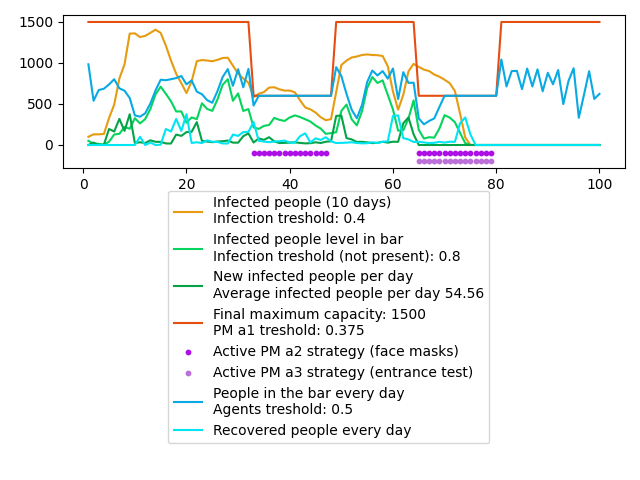 1500
1000
500
0
0 20 40 60 80 100
Infected people (10 days)
Infection treshold: 0.4
Infected people level in bar
Infection treshold (not present): 0.8
New infected people per day
Average infected people per day 54.56
Final maximum capacity: 1500
PM a1 treshold: 0.375
Active PM a2 strategy (face masks)
Active PM a3 strategy (entrance test)
People in the bar every day
Agents treshold: 0.5
Recovered people every day